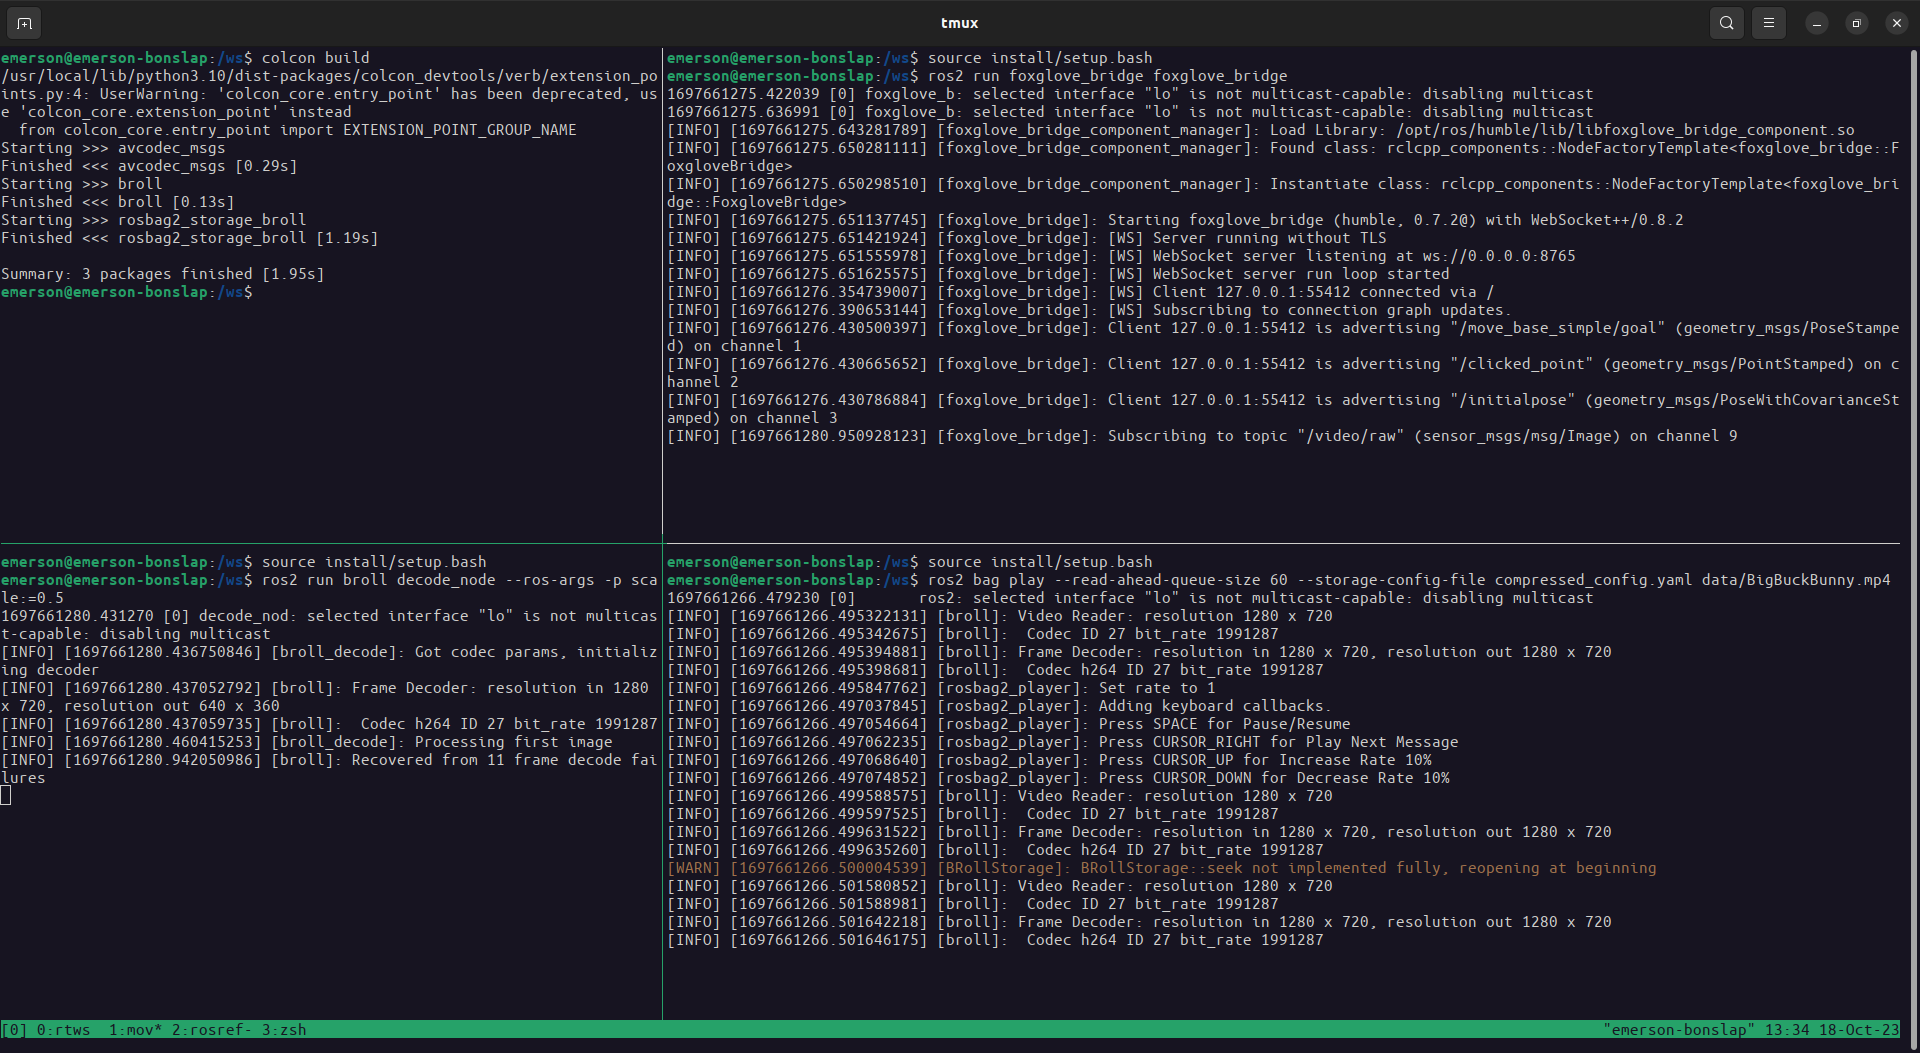 tmux
emerson@emerson-bonslap:/ws$ colcon build
/usr/local/lib/python3.10/dist-packages/colcon_devtools/verb/extension_po
ints.py:4: UserWarning: 'colcon_core.entry_point' has been deprecated, us
e 'colcon_core.extension_point' instead
  from colcon_core.entry_point import EXTENSION_POINT_GROUP_NAME
Starting >>> avcodec_msgs
Finished <<< avcodec_msgs [0.29s]
Starting >>> broll
Finished <<< broll [0.13s]
Starting >>> rosbag2_storage_broll
Finished <<< rosbag2_storage_broll [1.19s]

Summary: 3 packages finished [1.95s]
emerson@emerson-bonslap:/ws$
emerson@emerson-bonslap:/ws$ source install/setup.bash
emerson@emerson-bonslap:/ws$ ros2 run foxglove_bridge foxglove_bridge
1697661275.422039 [0] foxglove_b: selected interface "lo" is not multicast-capable: disabling multicast
1697661275.636991 [0] foxglove_b: selected interface "lo" is not multicast-capable: disabling multicast
[INFO] [1697661275.643281789] [foxglove_bridge_component_manager]: Load Library: /opt/ros/humble/lib/libfoxglove_bridge_component.so
[INFO] [1697661275.650281111] [foxglove_bridge_component_manager]: Found class: rclcpp_components::NodeFactoryTemplate<foxglove_bridge::F
oxgloveBridge>
[INFO] [1697661275.650298510] [foxglove_bridge_component_manager]: Instantiate class: rclcpp_components::NodeFactoryTemplate<foxglove_bri
dge::FoxgloveBridge>
[INFO] [1697661275.651137745] [foxglove_bridge]: Starting foxglove_bridge (humble, 0.7.2@) with WebSocket++/0.8.2
[INFO] [1697661275.651421924] [foxglove_bridge]: [WS] Server running without TLS
[INFO] [1697661275.651555978] [foxglove_bridge]: [WS] WebSocket server listening at ws://0.0.0.0:8765
[INFO] [1697661275.651625575] [foxglove_bridge]: [WS] WebSocket server run loop started
[INFO] [1697661276.354739007] [foxglove_bridge]: [WS] Client 127.0.0.1:55412 connected via /
[INFO] [1697661276.390653144] [foxglove_bridge]: [WS] Subscribing to connection graph updates.
[INFO] [1697661276.430500397] [foxglove_bridge]: Client 127.0.0.1:55412 is advertising "/move_base_simple/goal" (geometry_msgs/PoseStampe
d) on channel 1
[INFO] [1697661276.430665652] [foxglove_bridge]: Client 127.0.0.1:55412 is advertising "/clicked_point" (geometry_msgs/PointStamped) on c
hannel 2
[INFO] [1697661276.430786884] [foxglove_bridge]: Client 127.0.0.1:55412 is advertising "/initialpose" (geometry_msgs/PoseWithCovarianceSt
amped) on channel 3
[INFO] [1697661280.950928123] [foxglove_bridge]: Subscribing to topic "/video/raw" (sensor_msgs/msg/Image) on channel 9
emerson@emerson-bonslap:/ws$ source install/setup.bash
emerson@emerson-bonslap:/ws$ ros2 run broll decode_node --ros-args -p sca
le:=0.5
1697661280.431270 [0] decode_nod: selected interface "lo" is not multicas
t-capable: disabling multicast
[INFO] [1697661280.436750846] [broll_decode]: Got codec params, initializ
ing decoder
[INFO] [1697661280.437052792] [broll]: Frame Decoder: resolution in 1280 
x 720, resolution out 640 x 360
[INFO] [1697661280.437059735] [broll]:  Codec h264 ID 27 bit_rate 1991287
[INFO] [1697661280.460415253] [broll_decode]: Processing first image
[INFO] [1697661280.942050986] [broll]: Recovered from 11 frame decode fai
lures
emerson@emerson-bonslap:/ws$ source install/setup.bash
emerson@emerson-bonslap:/ws$ ros2 bag play --read-ahead-queue-size 60 --storage-config-file compressed_config.yaml data/BigBuckBunny.mp4
1697661266.479230 [0]       ros2: selected interface "lo" is not multicast-capable: disabling multicast
[INFO] [1697661266.495322131] [broll]: Video Reader: resolution 1280 x 720
[INFO] [1697661266.495342675] [broll]:  Codec ID 27 bit_rate 1991287
[INFO] [1697661266.495394881] [broll]: Frame Decoder: resolution in 1280 x 720, resolution out 1280 x 720
[INFO] [1697661266.495398681] [broll]:  Codec h264 ID 27 bit_rate 1991287
[INFO] [1697661266.495847762] [rosbag2_player]: Set rate to 1
[INFO] [1697661266.497037845] [rosbag2_player]: Adding keyboard callbacks.
[INFO] [1697661266.497054664] [rosbag2_player]: Press SPACE for Pause/Resume
[INFO] [1697661266.497062235] [rosbag2_player]: Press CURSOR_RIGHT for Play Next Message
[INFO] [1697661266.497068640] [rosbag2_player]: Press CURSOR_UP for Increase Rate 10%
[INFO] [1697661266.497074852] [rosbag2_player]: Press CURSOR_DOWN for Decrease Rate 10%
[INFO] [1697661266.499588575] [broll]: Video Reader: resolution 1280 x 720
[INFO] [1697661266.499597525] [broll]:  Codec ID 27 bit_rate 1991287
[INFO] [1697661266.499631522] [broll]: Frame Decoder: resolution in 1280 x 720, resolution out 1280 x 720
[INFO] [1697661266.499635260] [broll]:  Codec h264 ID 27 bit_rate 1991287
[WARN] [1697661266.500004539] [BRollStorage]: BRollStorage::seek not implemented fully, reopening at beginning
[INFO] [1697661266.501580852] [broll]: Video Reader: resolution 1280 x 720
[INFO] [1697661266.501588981] [broll]:  Codec ID 27 bit_rate 1991287
[INFO] [1697661266.501642218] [broll]: Frame Decoder: resolution in 1280 x 720, resolution out 1280 x 720
[INFO] [1697661266.501646175] [broll]:  Codec h264 ID 27 bit_rate 1991287
[0] 0:rtws  1:mov* 2:rosref- 3:zsh "emerson-bonslap" 13:34 18-Oct-23